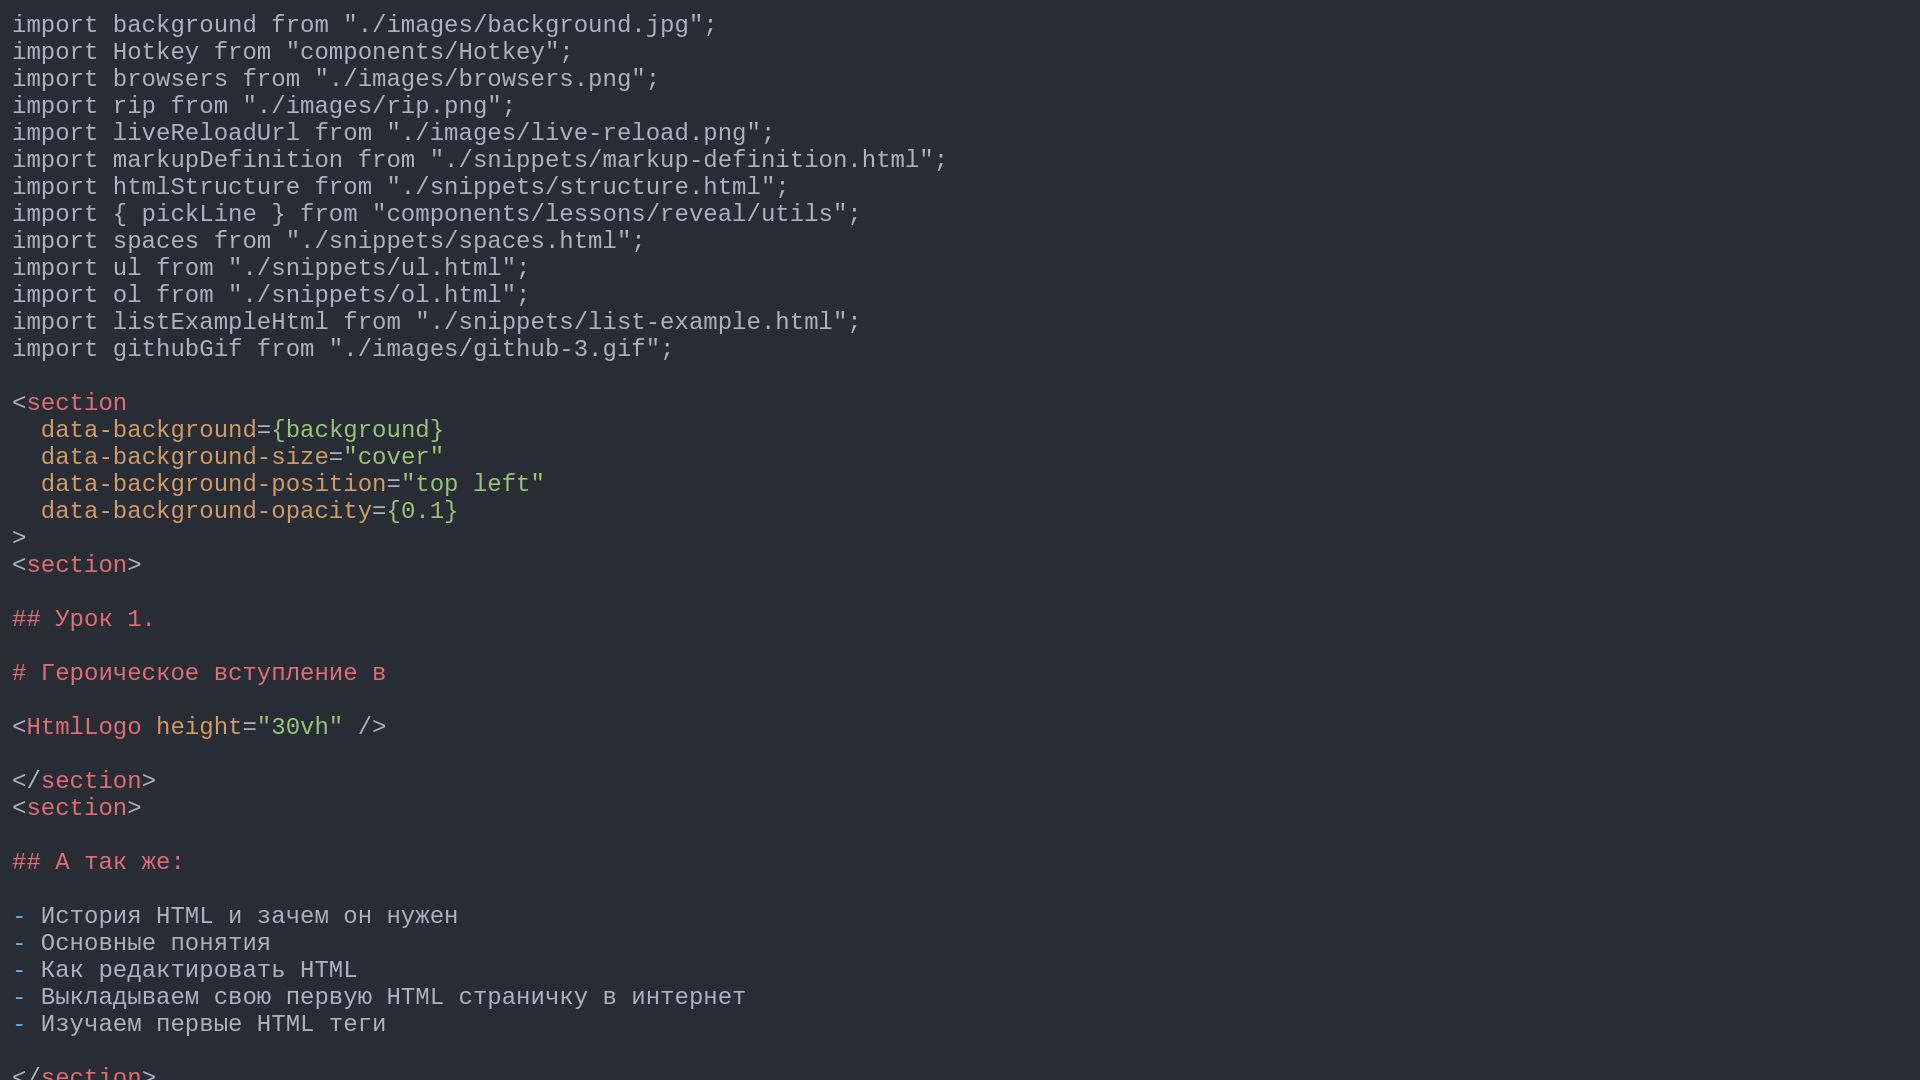 import background from "./images/background.jpg";
import Hotkey from "components/Hotkey";
import browsers from "./images/browsers.png";
import rip from "./images/rip.png";
import liveReloadUrl from "./images/live-reload.png";
import markupDefinition from "./snippets/markup-definition.html";
import htmlStructure from "./snippets/structure.html";
import { pickLine } from "components/lessons/reveal/utils";
import spaces from "./snippets/spaces.html";
import ul from "./snippets/ul.html";
import ol from "./snippets/ol.html";
import listExampleHtml from "./snippets/list-example.html";
import githubGif from "./images/github-3.gif";

<section
  data-background={background}
  data-background-size="cover"
  data-background-position="top left"
  data-background-opacity={0.1}
>
<section>

## Урок 1.

# Героическое вступление в

<HtmlLogo height="30vh" />

</section>
<section>

## А так же:

- История HTML и зачем он нужен
- Основные понятия
- Как редактировать HTML
- Выкладываем свою первую HTML страничку в интернет
- Изучаем первые HTML теги

</section>